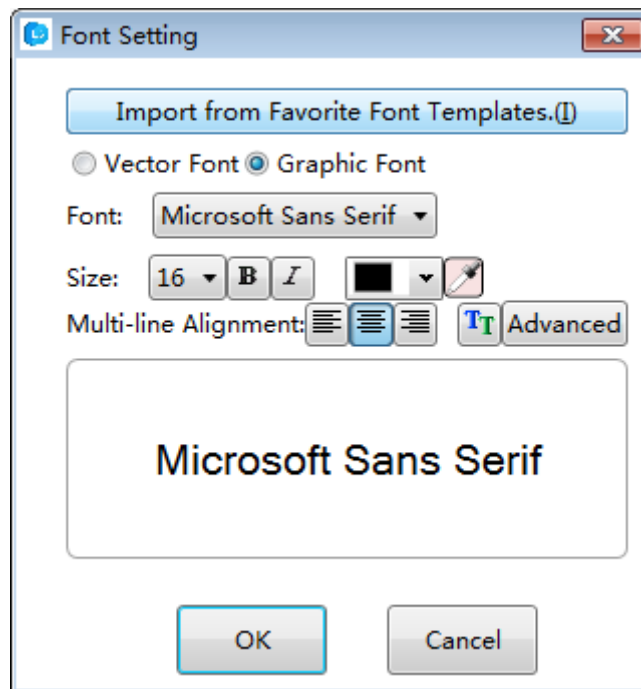 Font Setting
Import from Favorite Font Templates.(I)
Vector Font Graphic Font
Font: Microsoft Sans Serif
Size: 16 B I
Multi-line Alignment: TT Advanced
Microsoft Sans Serif
OK Cancel